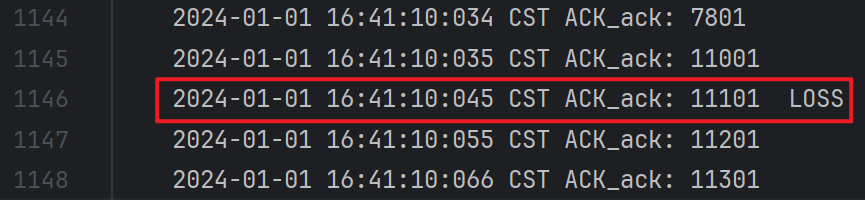 1144 2024-01-01 16:41:10:034 CST ACK_ack: 7801
1145 2024-01-01 16:41:10:035 CST ACK_ack: 11001
1146 2024-01-01 16:41:10:045 CST ACK_ack: 11101  LOSS
1147 2024-01-01 16:41:10:055 CST ACK_ack: 11201
1148 2024-01-01 16:41:10:066 CST ACK_ack: 11301